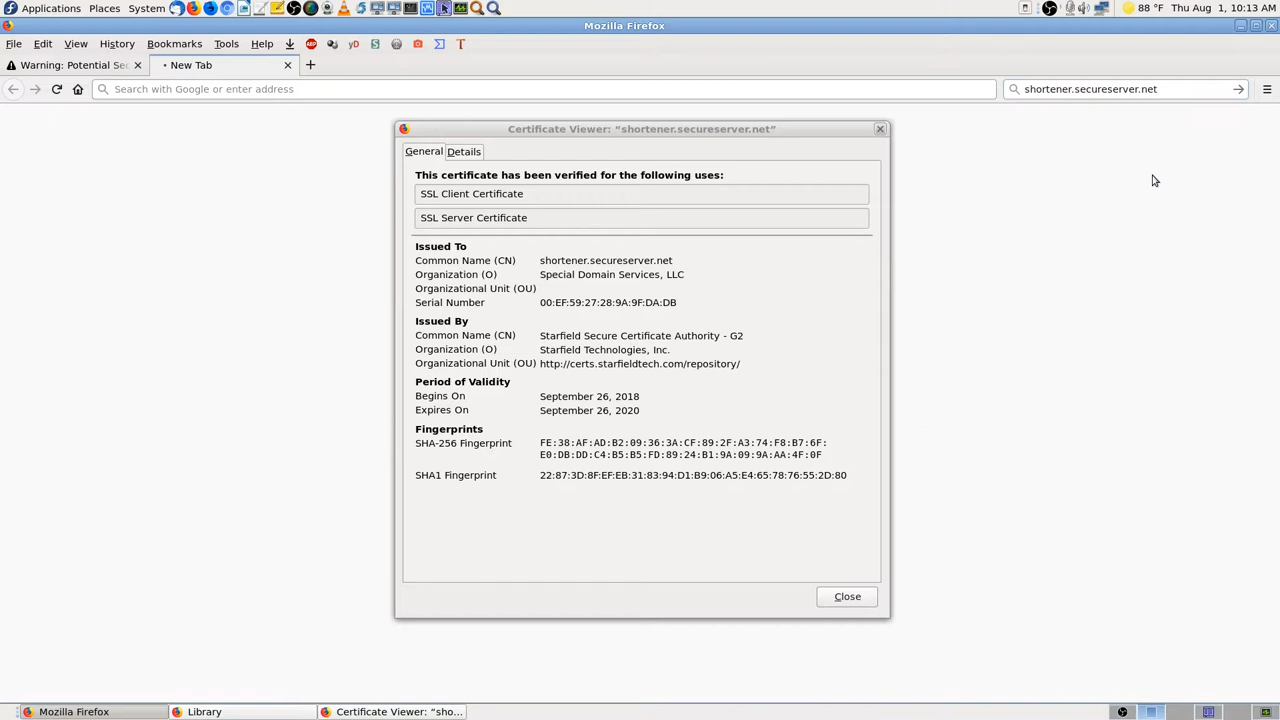 Applications Places System 88 °F Thu Aug 1, 10:13 AM
Mozilla Firefox
File Edit View History Bookmarks Tools Help ABP yD S Σ T
Warning: Potential Sec New Tab
Search with Google or enter address shortener.secureserver.net
Certificate Viewer: “shortener.secureserver.net”
General Details
This certificate has been verified for the following uses:
SSL Client Certificate
SSL Server Certificate
Issued To
Common Name (CN) shortener.secureserver.net
Organization (O) Special Domain Services, LLC
Organizational Unit (OU)
Serial Number 00:EF:59:27:28:9A:9F:DA:DB
Issued By
Common Name (CN) Starfield Secure Certificate Authority - G2
Organization (O) Starfield Technologies, Inc.
Organizational Unit (OU) http://certs.starfieldtech.com/repository/
Period of Validity
Begins On September 26, 2018
Expires On September 26, 2020
Fingerprints
SHA-256 Fingerprint FE:38:AF:AD:B2:09:36:3A:CF:89:2F:A3:74:F8:B7:6F:
E0:DB:DD:C4:B5:B5:FD:89:24:B1:9A:09:9A:AA:4F:0F
SHA1 Fingerprint 22:87:3D:8F:EF:EB:31:83:94:D1:B9:06:A5:E4:65:78:76:55:2D:80
Close
Mozilla Firefox Library Certificate Viewer: “sho...